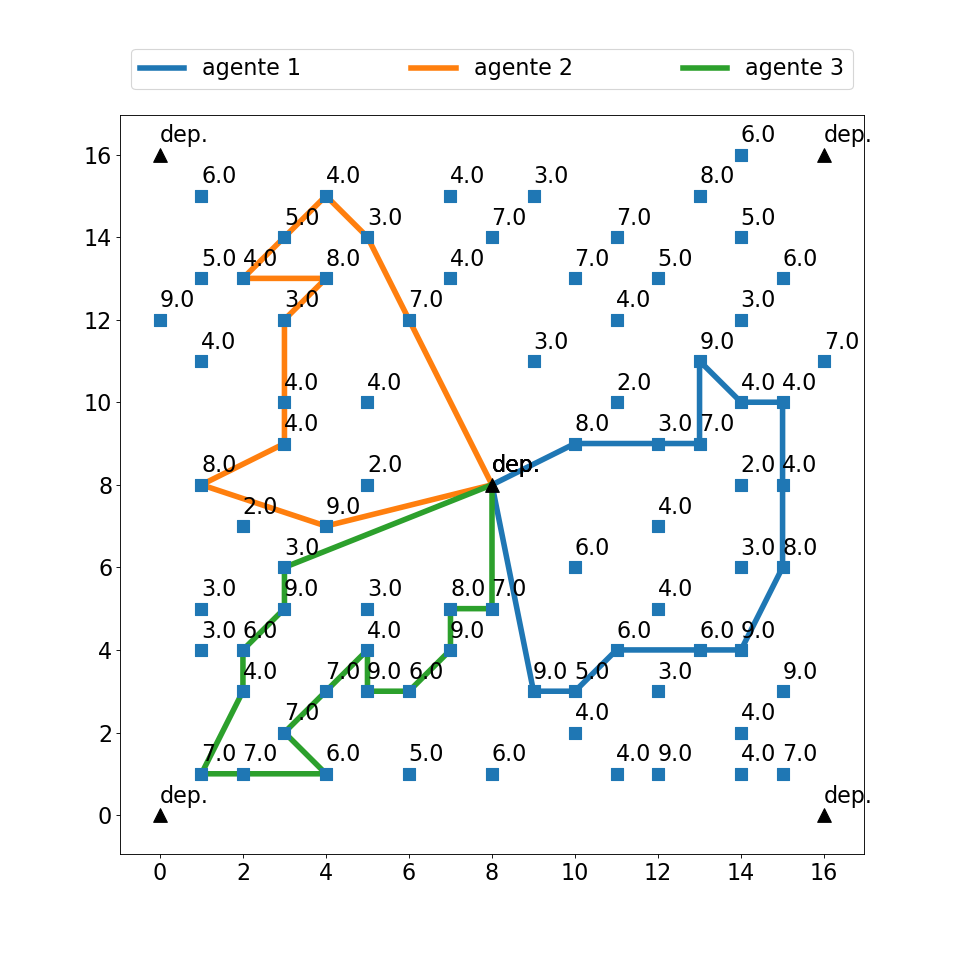 agente 1 agente 2 agente 3
dep. 6.0 dep.
16
6.0 4.0 4.0 3.0 8.0
5.0 3.0 7.0 7.0 5.0
14
5.0 4.0 8.0 4.0 7.0 5.0 6.0
9.0 3.0 7.0 4.0 3.0
12
4.0 3.0 9.0 7.0
4.0 4.0 2.0 4.0 4.0
10
4.0 8.0 3.0 7.0
8.0 2.0 dep. 2.0 4.0
8
2.0 9.0 4.0
3.0 6.0 3.0 8.0
6
3.0 9.0 3.0 8.0 7.0 4.0
3.0 6.0 4.0 9.0 6.0 6.0 9.0
4
4.0 7.0 9.0 6.0 9.0 5.0 3.0 9.0
7.0 4.0 4.0
2
7.0 7.0 6.0 5.0 6.0 4.0 9.0 4.0 7.0
dep. dep.
0
0 2 4 6 8 10 12 14 16